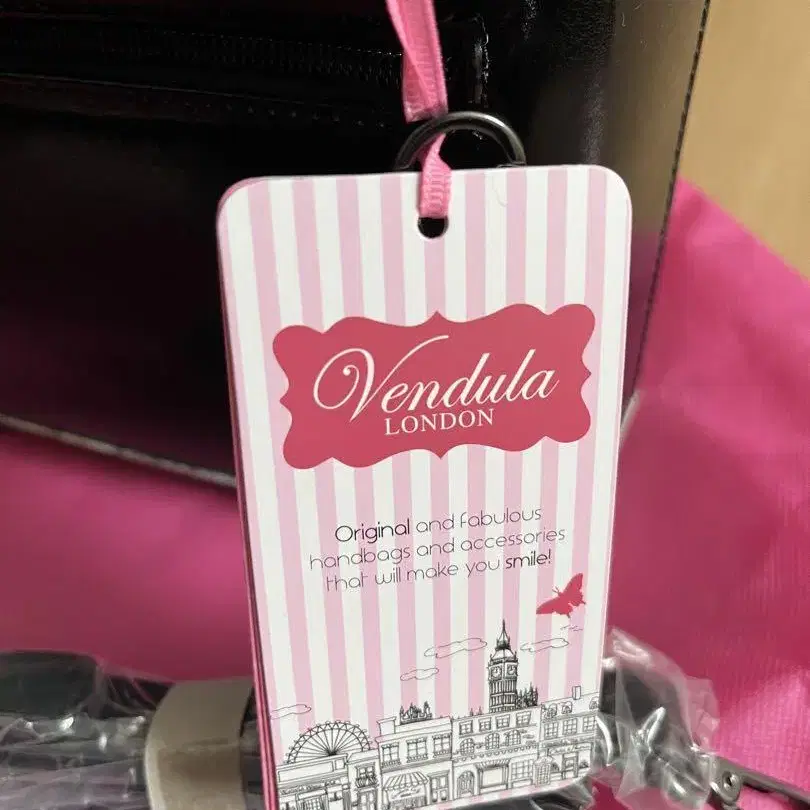 Vendula
LONDON
Original and fabulous
handbags and accessories
that will make you smile!